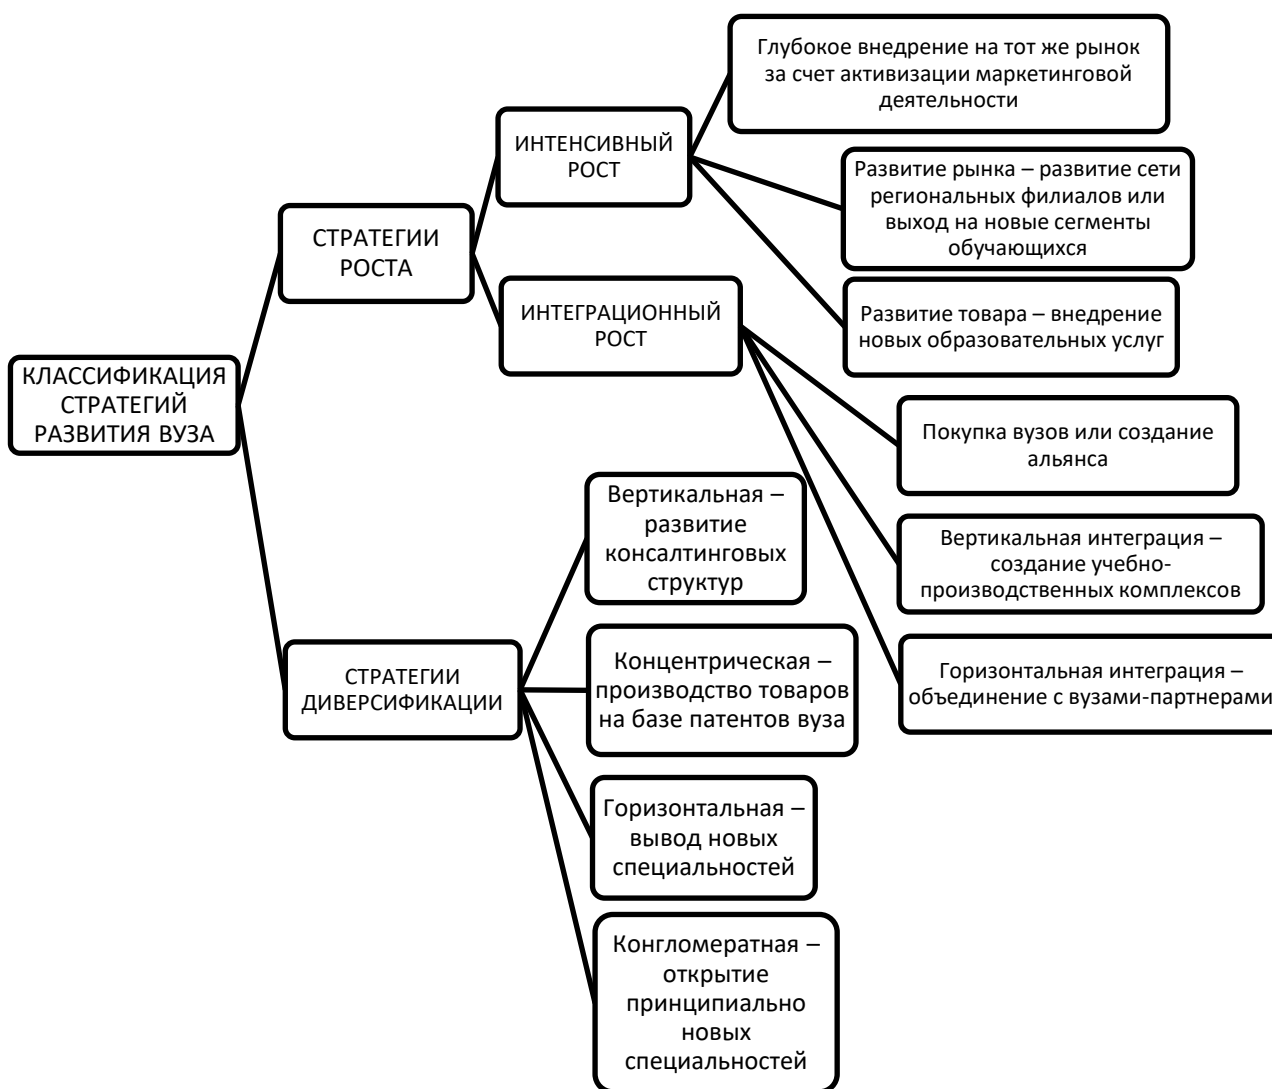 КЛАССИФИКАЦИЯ
СТРАТЕГИЙ
РАЗВИТИЯ ВУЗА
СТРАТЕГИИ
РОСТА
ИНТЕНСИВНЫЙ
РОСТ
Глубокое внедрение на тот же рынок
за счет активизации маркетинговой
деятельности
Развитие рынка – развитие сети
региональных филиалов или
выход на новые сегменты
обучающихся
Развитие товара – внедрение
новых образовательных услуг
ИНТЕГРАЦИОННЫЙ
РОСТ
Покупка вузов или создание
альянса
Вертикальная интеграция –
создание учебно-
производственных комплексов
Горизонтальная интеграция –
объединение с вузами-партнерами
СТРАТЕГИИ
ДИВЕРСИФИКАЦИИ
Вертикальная –
развитие
консалтинговых
структур
Концентрическая –
производство товаров
на базе патентов вуза
Горизонтальная –
вывод новых
специальностей
Конгломератная –
открытие
принципиально
новых
специальностей